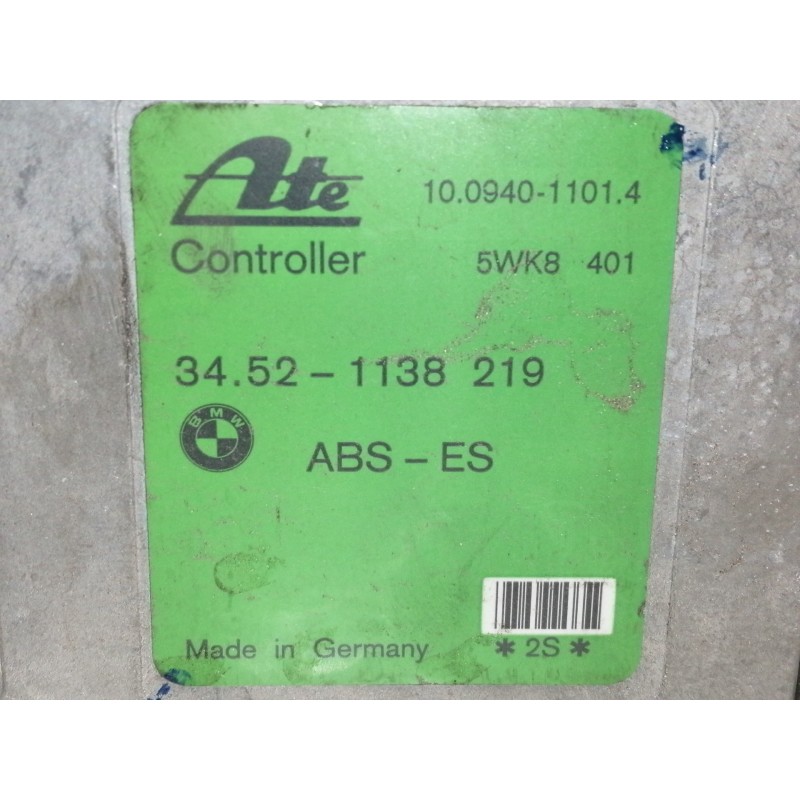 Ate 10.0940-1101.4
Controller 5WK8 401
34.52-1138 219
BMW
ABS-ES
Made in Germany *2S*